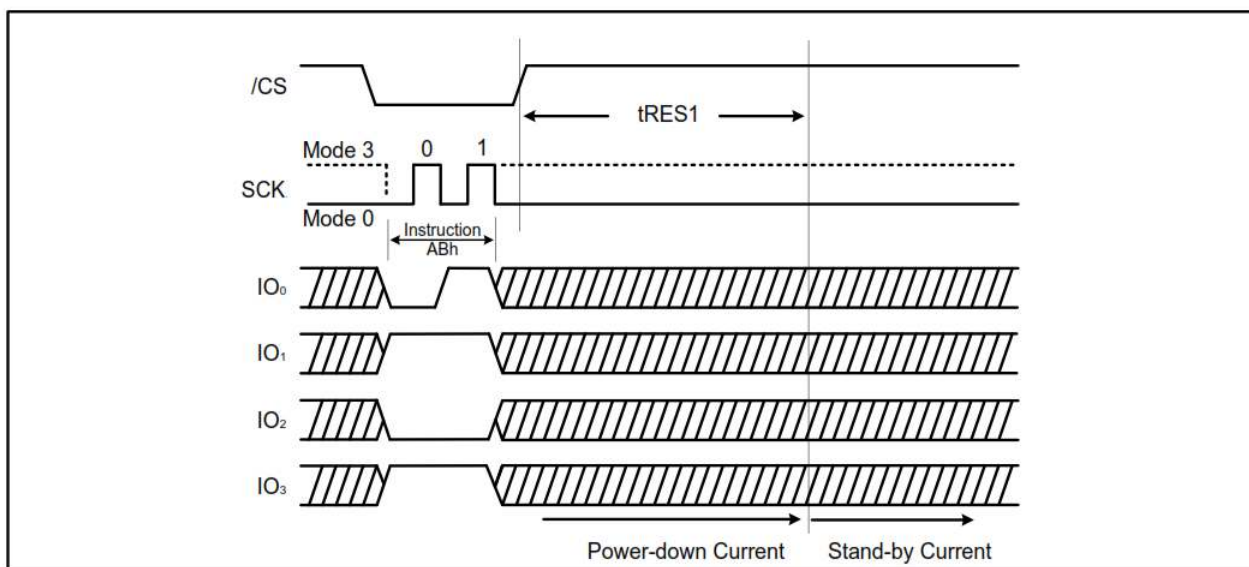 /CS
tRES1
Mode 3
0 1
SCK
Mode 0
Instruction
ABh
IO₀
IO₁
IO₂
IO₃
Power-down Current
Stand-by Current